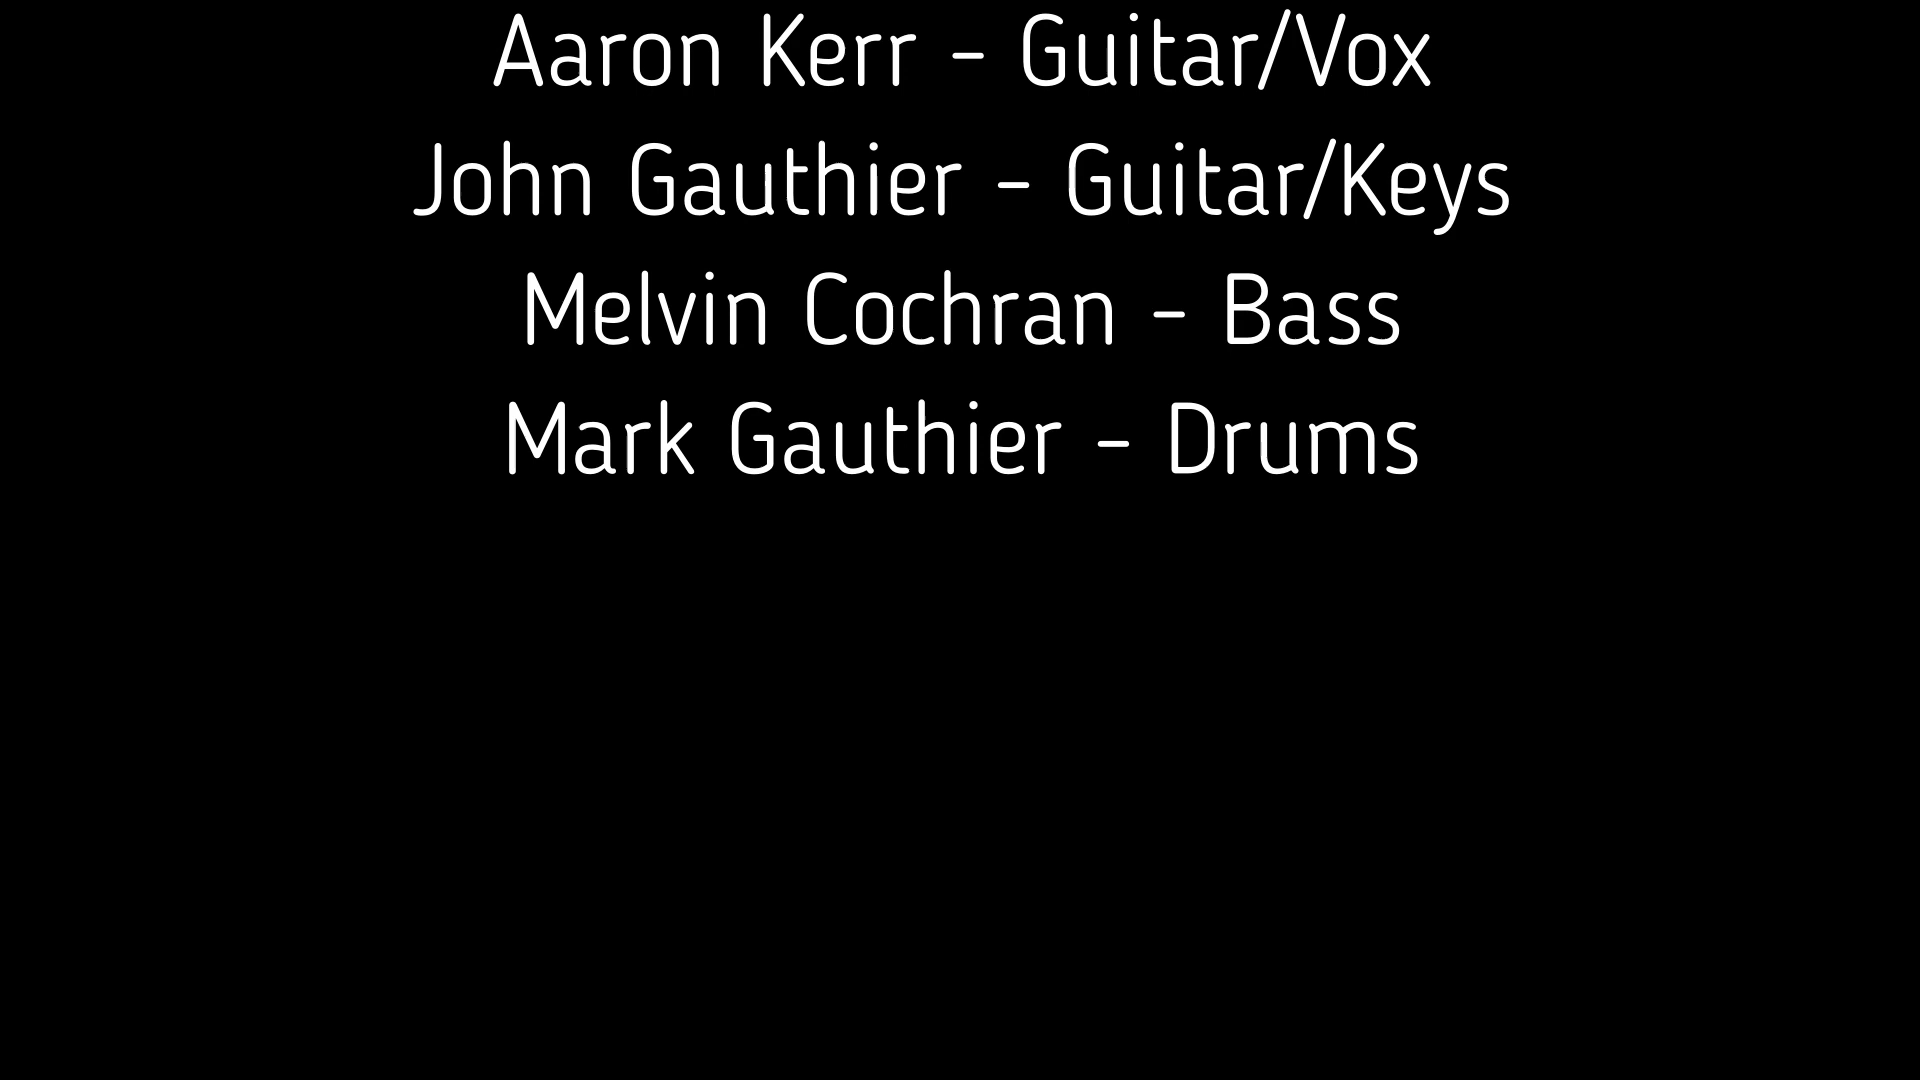 Aaron Kerr - Guitar/Vox
John Gauthier - Guitar/Keys
Melvin Cochran - Bass
Mark Gauthier - Drums